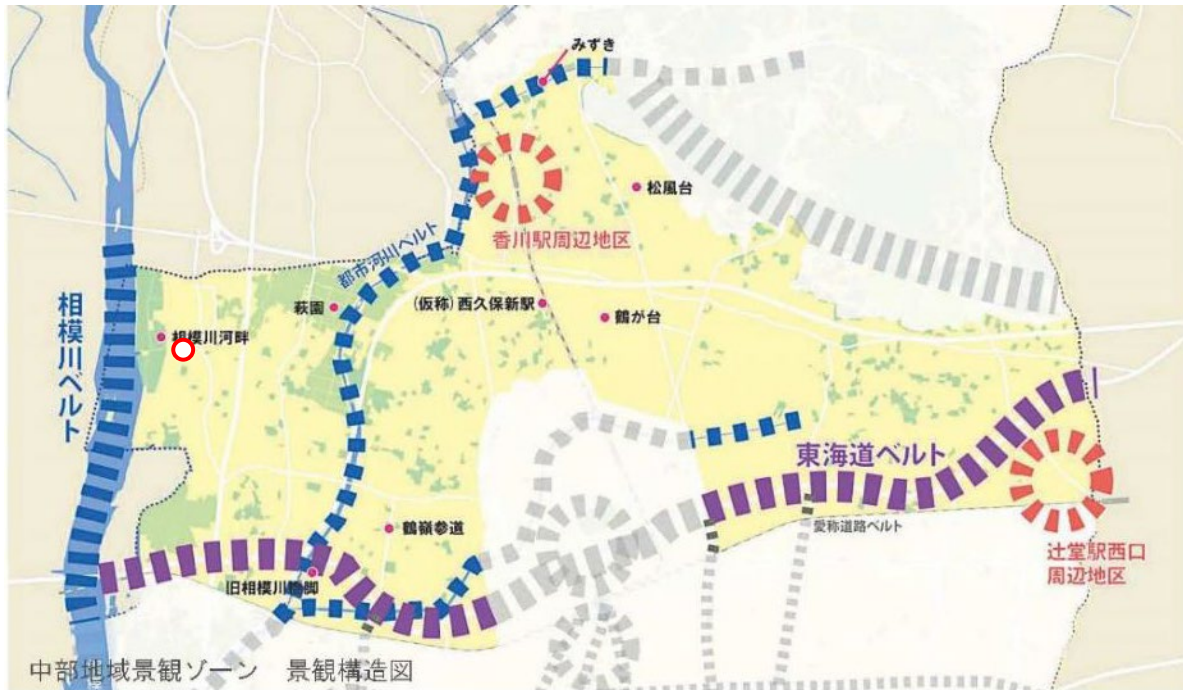 みずき
松風台
香川駅周辺地区
都市河川ベルト
萩園
(仮称)西久保新駅
鶴が台
相模川河畔
相模川ベルト
東海道ベルト
愛称道路ベルト
鶴嶺参道
辻堂駅西口
周辺地区
旧相模川橋脚
中部地域景観ゾーン 景観構造図